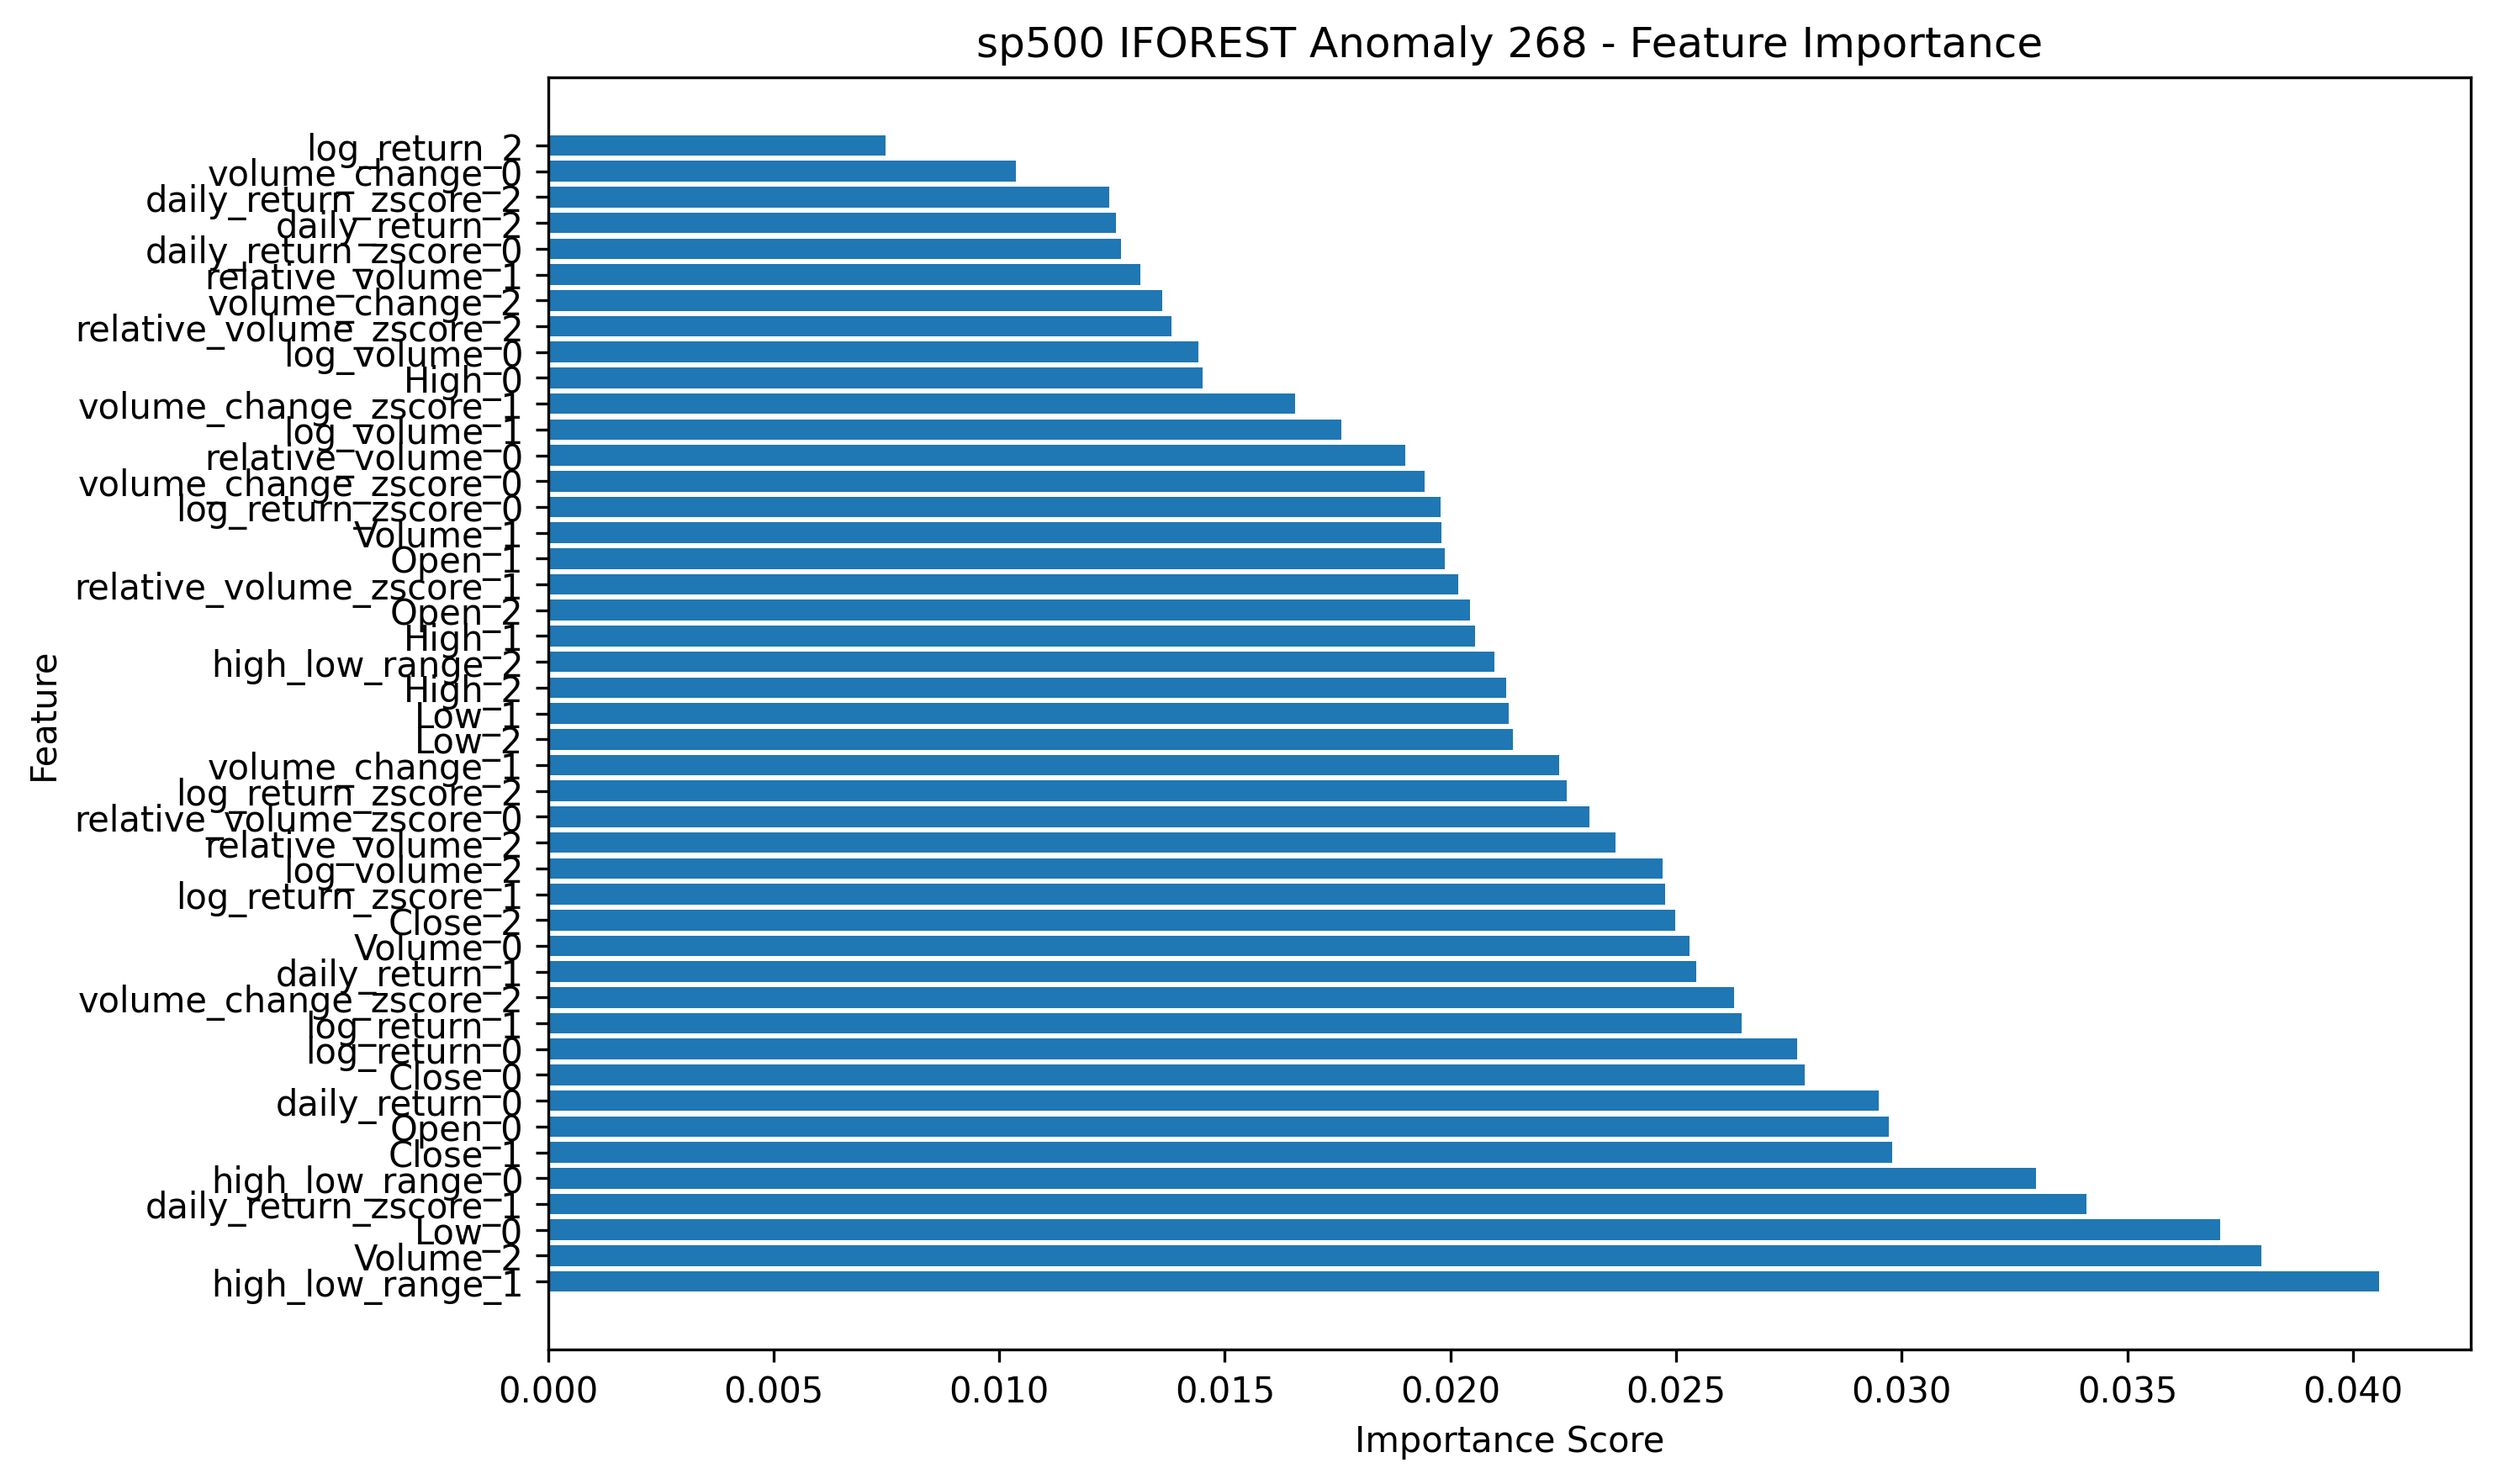 sp500 IFOREST Anomaly 268 - Feature Importance
log_return_2
volume_change_0
daily_return_zscore_2
daily_return_2
daily_return_zscore_0
relative_volume_1
volume_change_2
relative_volume_zscore_2
log_volume_0
High_0
volume_change_zscore_1
log_volume_1
relative_volume_0
volume_change_zscore_0
log_return_zscore_0
Volume_1
Open_1
relative_volume_zscore_1
Open_2
High_1
high_low_range_2
High_2
Low_1
Low_2
volume_change_1
log_return_zscore_2
relative_volume_zscore_0
relative_volume_2
log_volume_2
log_return_zscore_1
Close_2
Volume_0
daily_return_1
volume_change_zscore_2
log_return_1
log_return_0
Close_0
daily_return_0
Open_0
Close_1
high_low_range_0
daily_return_zscore_1
Low_0
Volume_2
high_low_range_1
Feature
0.000 0.005 0.010 0.015 0.020 0.025 0.030 0.035 0.040
Importance Score